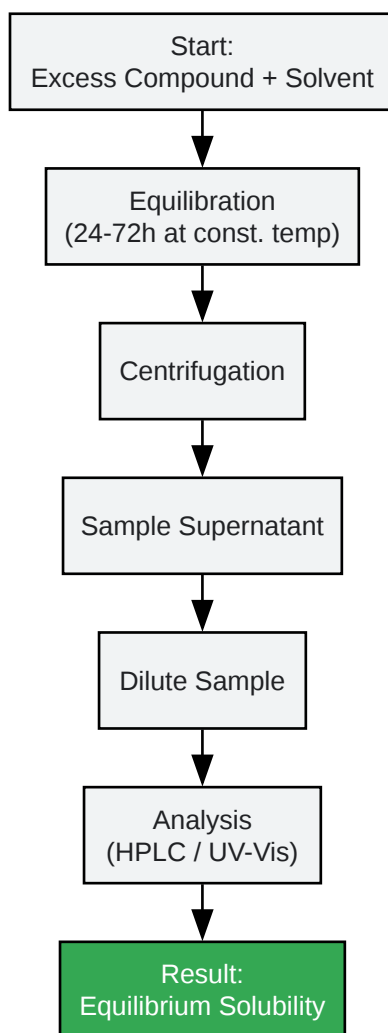 Start:
Excess Compound + Solvent
Equilibration
(24-72h at const. temp)
Centrifugation
Sample Supernatant
Dilute Sample
Analysis
(HPLC / UV-Vis)
Result:
Equilibrium Solubility